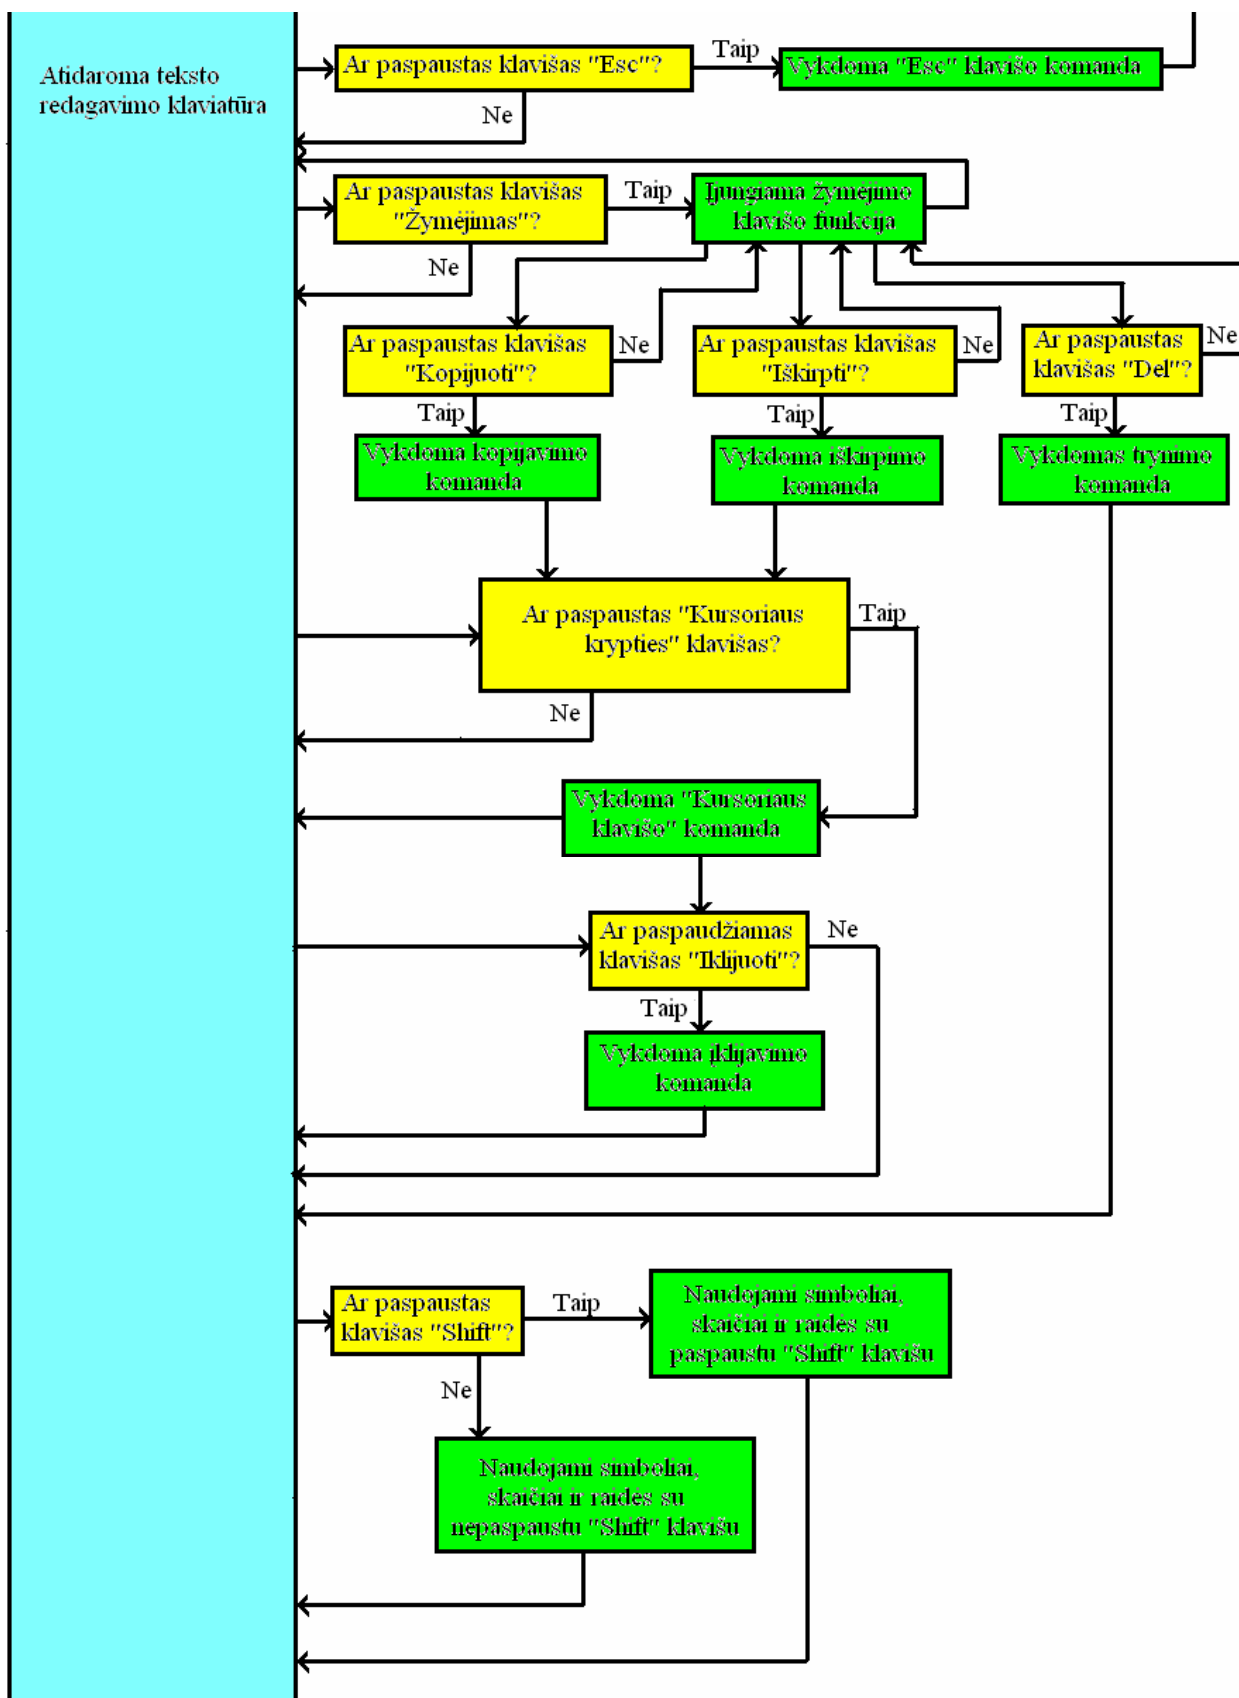 Atidaroma teksto
redagavimo klaviatūra
Ar paspaustas klavišas "Esc"?
Taip
Vykdoma "Esc" klavišo komanda
Ne
Ar paspaustas klavišas
"Žymėjimas"?
Taip
Įjungiama žymėjimo
klavišo funkcija
Ne
Ar paspaustas klavišas
"Kopijuoti"?
Ne
Ar paspaustas klavišas
"Iškirpti"?
Ne
Ar paspaustas
klavišas "Del"?
Ne
Taip
Taip
Taip
Vykdoma kopijavimo
komanda
Vykdoma iškirpimo
komanda
Vykdomas trynimo
komanda
Ar paspaustas "Kursoriaus
krypties" klavišas?
Taip
Ne
Vykdoma "Kursoriaus
klavišo" komanda
Ar paspaudžiamas
klavišas "Iklijuoti"?
Ne
Taip
Vykdoma įklijavimo
komanda
Ar paspaustas
klavišas "Shift"?
Taip
Naudojami simboliai,
skaičiai ir raidės su
paspaustu "Shift" klavišu
Ne
Naudojami simboliai,
skaičiai ir raidės su
nepaspaustu "Shift" klavišu